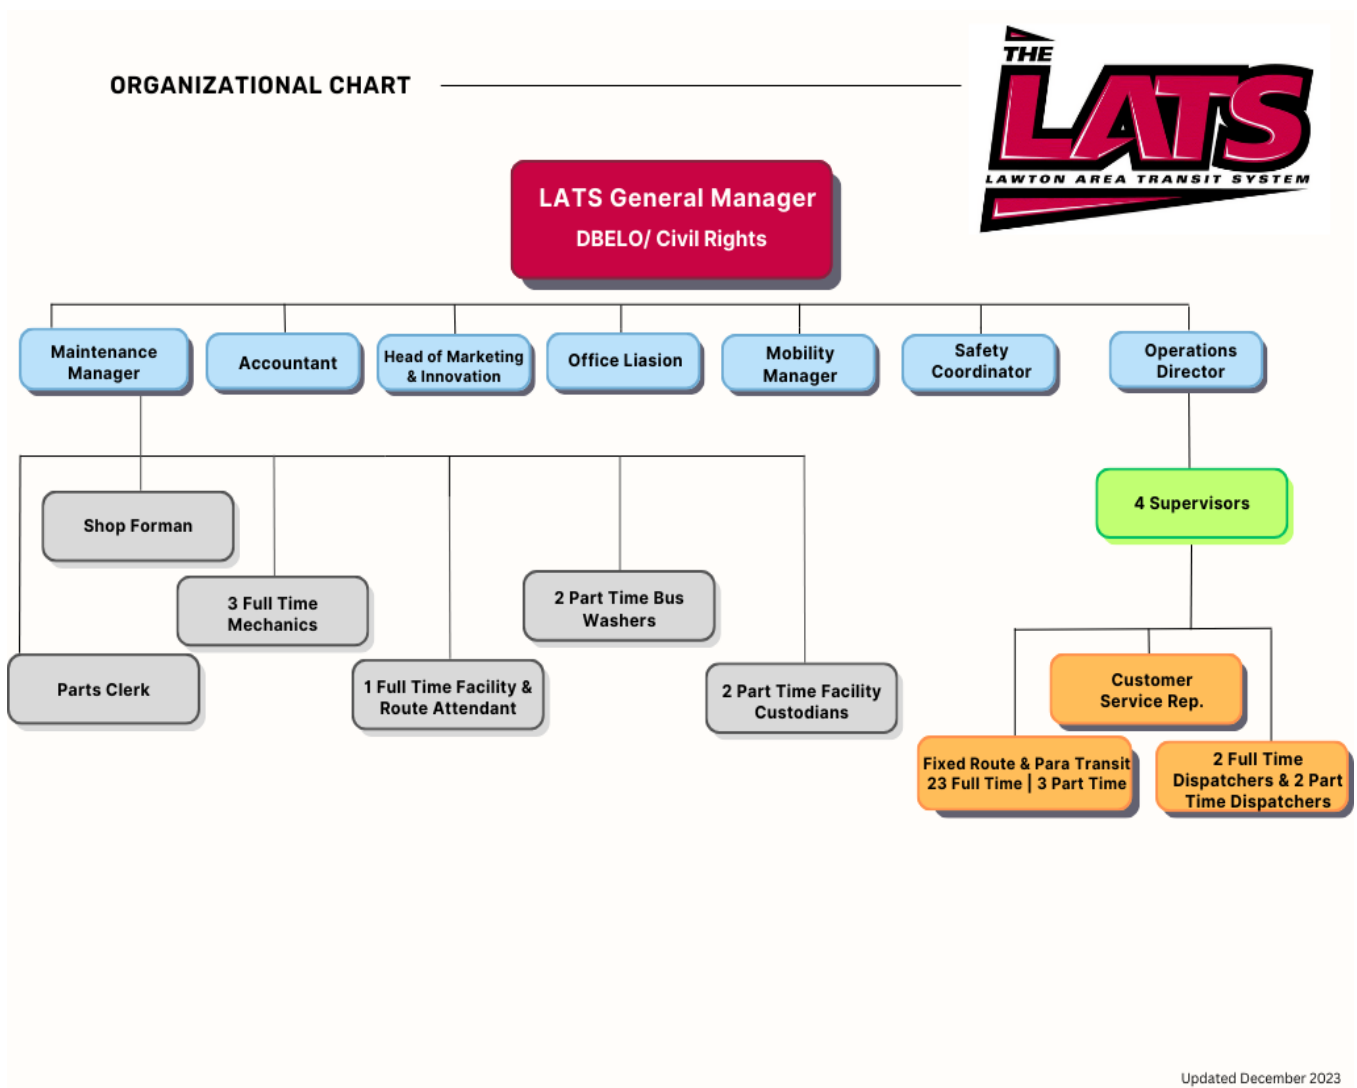 ORGANIZATIONAL CHART
THE
LATS
LAWTON AREA TRANSIT SYSTEM
LATS General Manager
DBELO/ Civil Rights
Maintenance
Manager
Accountant
Head of Marketing
& Innovation
Office Liasion
Mobility
Manager
Safety
Coordinator
Operations
Director
Shop Forman
3 Full Time
Mechanics
Parts Clerk
1 Full Time Facility &
Route Attendant
2 Part Time Bus
Washers
2 Part Time Facility
Custodians
4 Supervisors
Customer
Service Rep.
Fixed Route & Para Transit
23 Full Time | 3 Part Time
2 Full Time
Dispatchers & 2 Part
Time Dispatchers
Updated December 2023